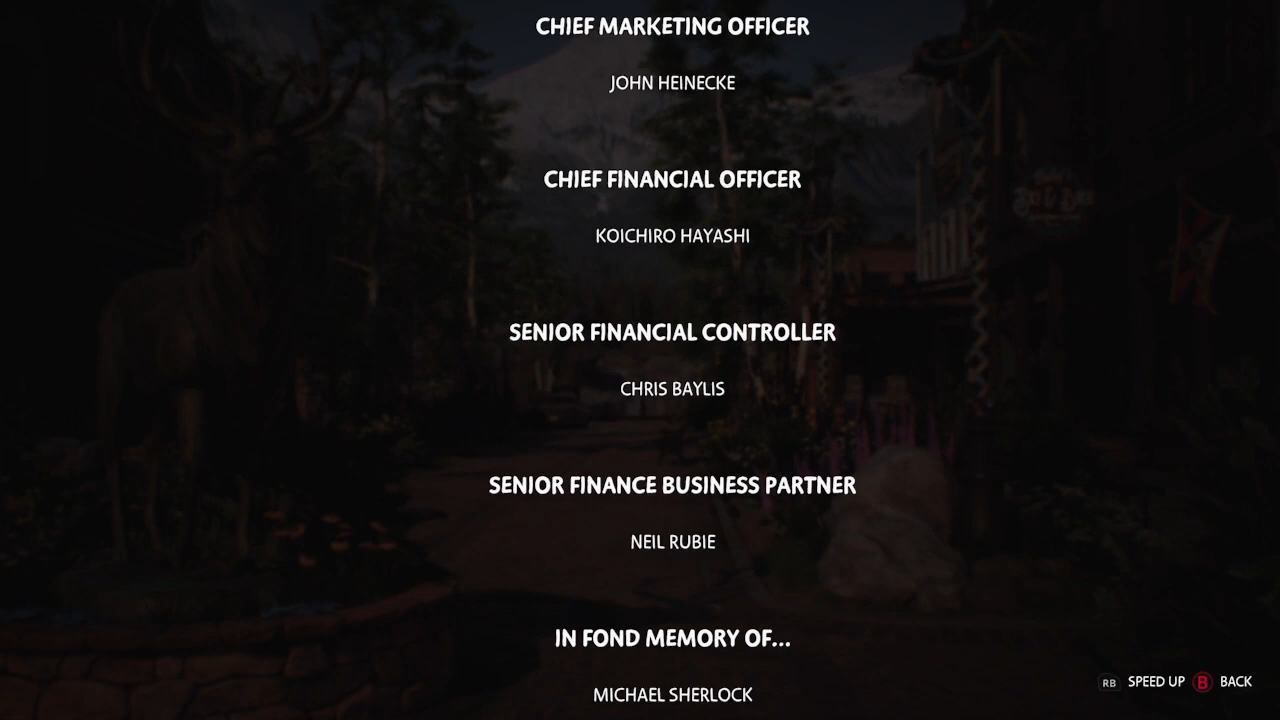 CHIEF MARKETING OFFICER
JOHN HEINECKE
CHIEF FINANCIAL OFFICER
KOICHIRO HAYASHI
SENIOR FINANCIAL CONTROLLER
CHRIS BAYLIS
SENIOR FINANCE BUSINESS PARTNER
NEIL RUBIE
IN FOND MEMORY OF...
MICHAEL SHERLOCK
RB SPEED UP B BACK